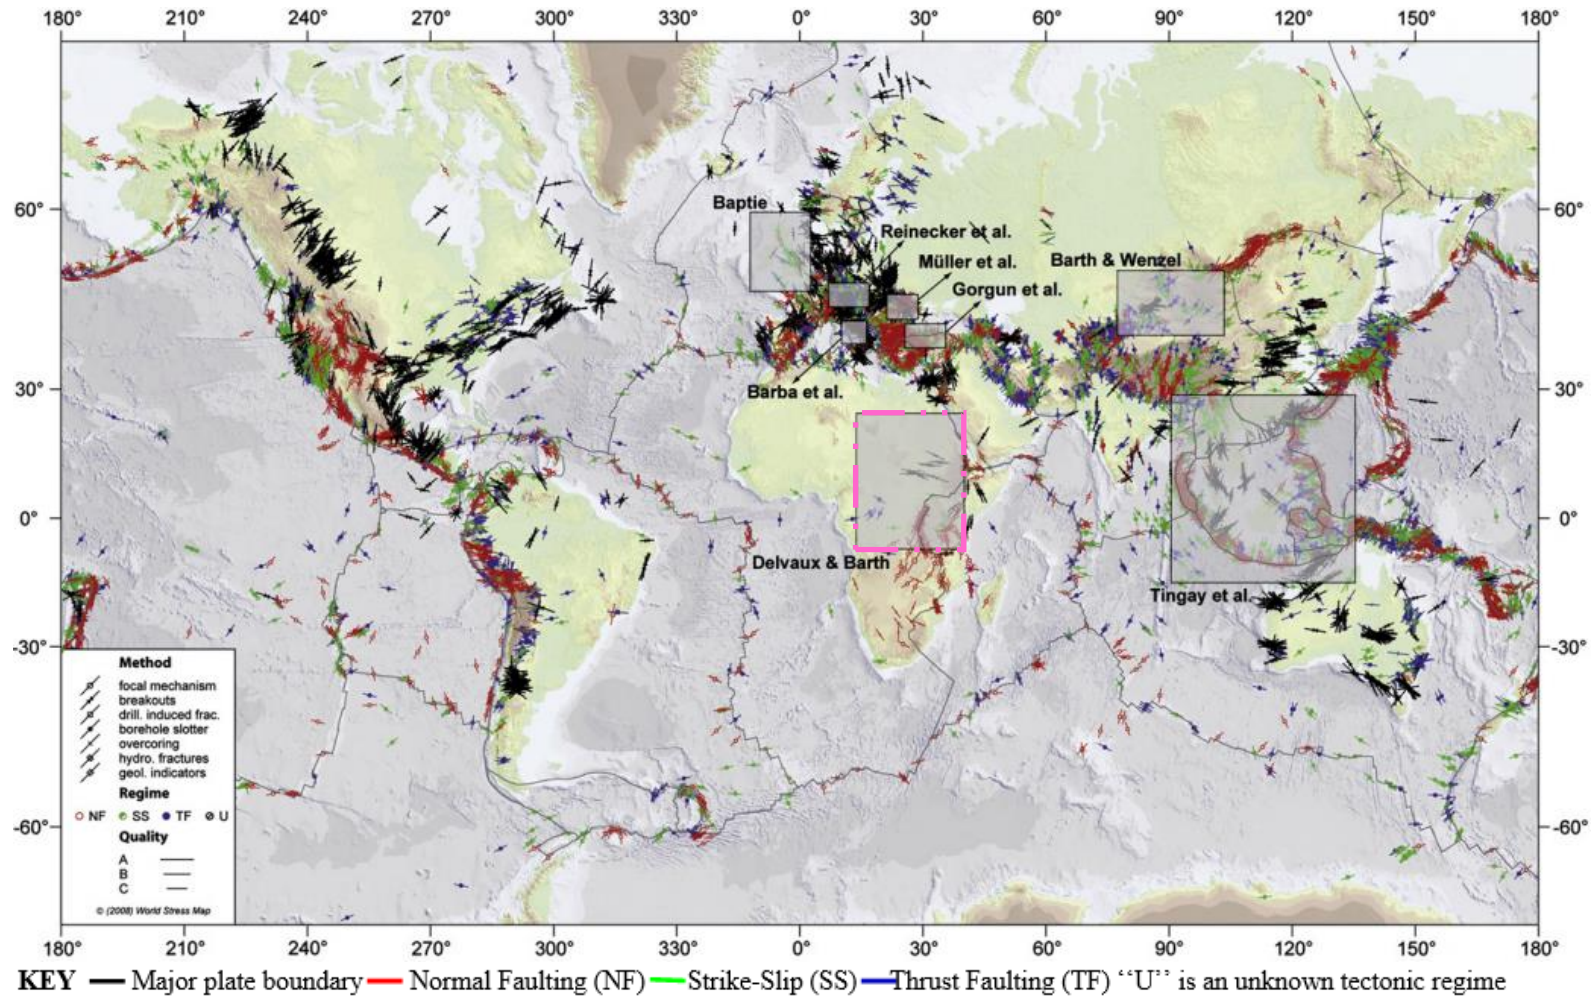 180° 210° 240° 270° 300° 330° 0° 30° 60° 90° 120° 150° 180°
60° 60°
Baptie
Reinecker et al.
Müller et al.
Barth & Wenzel
Gorgun et al.
30° 30°
Barba et al.
0° 0°
Delvaux & Barth
Tingay et al.
-30° -30°
Method
focal mechanism
breakouts
drill. induced frac.
borehole slotter
overcoring
hydro. fractures
geol. indicators
Regime
NF SS TF U
Quality
A
B
C
© (2008) World Stress Map
-60° -60°
180° 210° 240° 270° 300° 330° 0° 30° 60° 90° 120° 150° 180°
KEY Major plate boundary Normal Faulting (NF) Strike-Slip (SS) Thrust Faulting (TF) ‘‘U’’ is an unknown tectonic regime